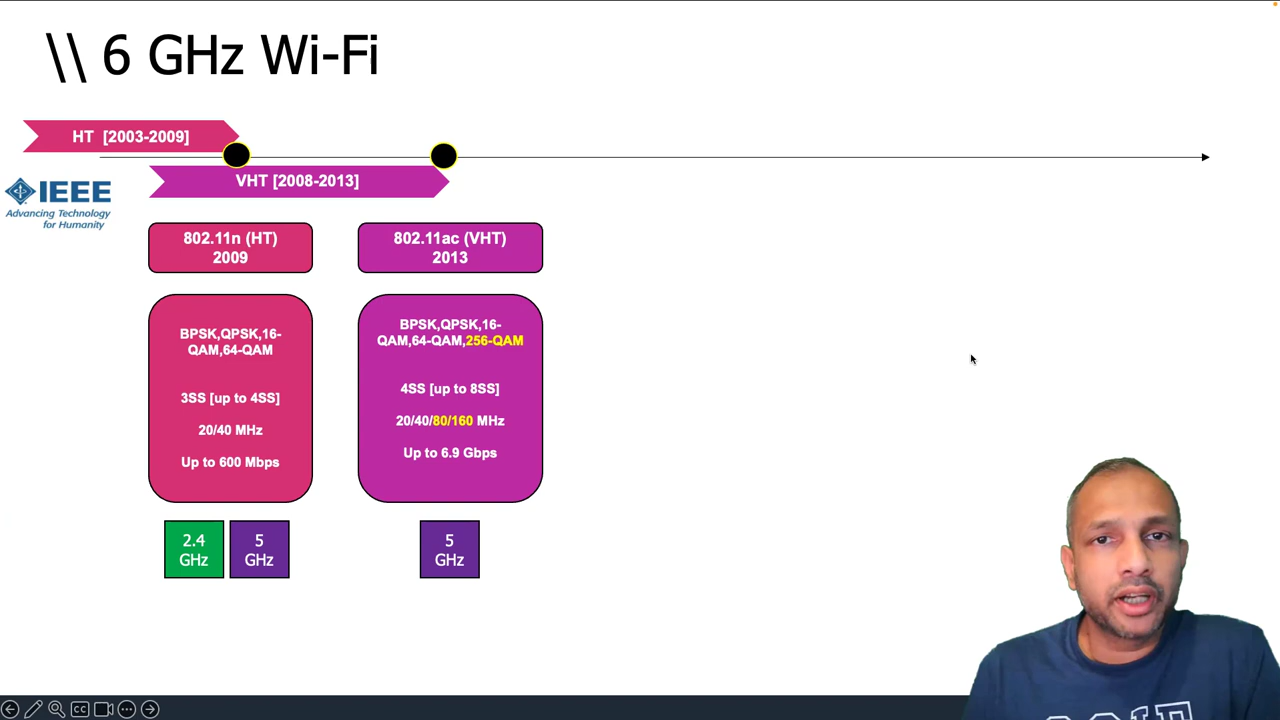 \\ 6 GHz Wi-Fi
HT [2003-2009]
VHT [2008-2013]
IEEE
Advancing Technology
for Humanity
802.11n (HT)
2009
802.11ac (VHT)
2013
BPSK,QPSK,16-
QAM,64-QAM
3SS [up to 4SS]
20/40 MHz
Up to 600 Mbps
BPSK,QPSK,16-
QAM,64-QAM,256-QAM
4SS [up to 8SS]
20/40/80/160 MHz
Up to 6.9 Gbps
2.4
GHz
5
GHz
5
GHz
CC